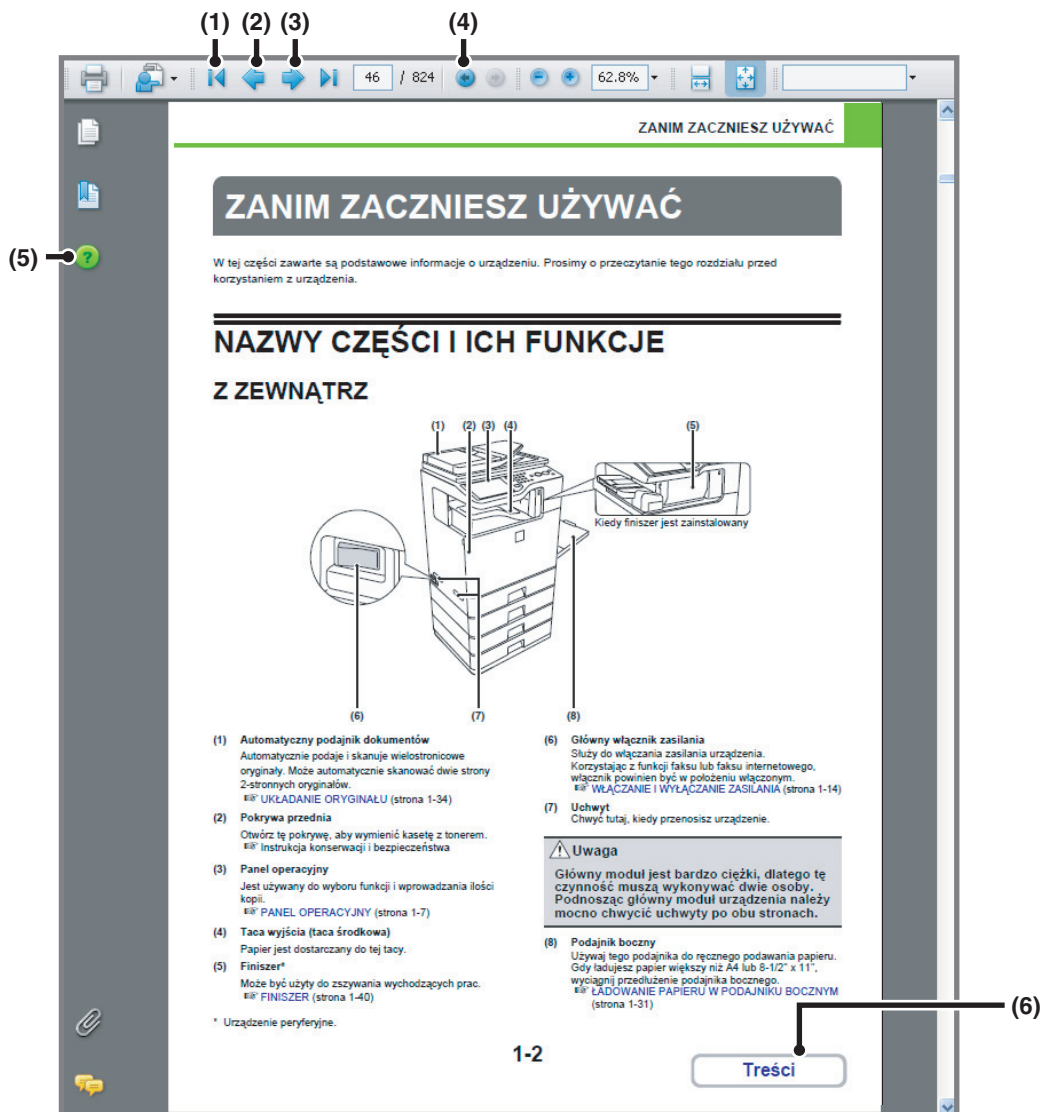 (1) (2) (3) (4)
46 / 824 62.8%
ZANIM ZACZNIESZ UŻYWAĆ
ZANIM ZACZNIESZ UŻYWAĆ
(5)
W tej części zawarte są podstawowe informacje o urządzeniu. Prosimy o przeczytanie tego rozdziału przed
korzystaniem z urządzenia.
NAZWY CZĘŚCI I ICH FUNKCJE
Z ZEWNĄTRZ
(1) (2) (3) (4) (5)
Kiedy finiszer jest zainstalowany
(6) (7) (8)
(1) Automatyczny podajnik dokumentów
Automatycznie podaje i skanuje wielostronicowe
oryginały. Może automatycznie skanować dwie strony
2-stronnych oryginałów.
☞ UKŁADANIE ORYGINAŁU (strona 1-34)
(2) Pokrywa przednia
Otwórz tę pokrywę, aby wymienić kasetę z tonerem.
☞ Instrukcja konserwacji i bezpieczeństwa
(3) Panel operacyjny
Jest używany do wyboru funkcji i wprowadzania ilości
kopii.
☞ PANEL OPERACYJNY (strona 1-7)
(4) Taca wyjścia (taca środkowa)
Papier jest dostarczany do tej tacy.
(5) Finiszer*
Może być użyty do zszywania wychodzących prac.
☞ FINISZER (strona 1-40)
* Urządzenie peryferyjne.
(6) Główny włącznik zasilania
Służy do włączania zasilania urządzenia.
Korzystając z funkcji faksu lub faksu internetowego,
włącznik powinien być w położeniu włączonym.
☞ WŁĄCZANIE I WYŁĄCZANIE ZASILANIA (strona 1-14)
(7) Uchwyt
Chwyć tutaj, kiedy przenosisz urządzenie.
Uwaga
Główny moduł jest bardzo ciężki, dlatego tę
czynność muszą wykonywać dwie osoby.
Podnosząc główny moduł urządzenia należy
mocno chwycić uchwyty po obu stronach.
(8) Podajnik boczny
Używaj tego podajnika do ręcznego podawania papieru.
Gdy ładujesz papier większy niż A4 lub 8-1/2" x 11",
wyciągnij przedłużenie podajnika bocznego.
☞ ŁADOWANIE PAPIERU W PODAJNIKU BOCZNYM
(strona 1-31)
(6)
1-2
Treści